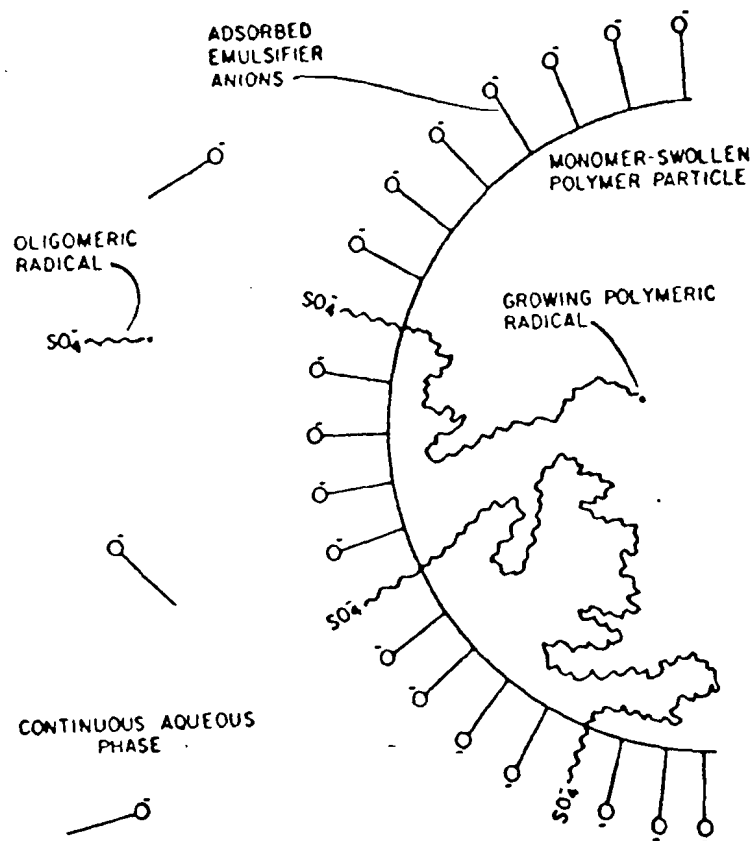 ADSORBED
EMULSIFIER
ANIONS
MONOMER-SWOLLEN
POLYMER PARTICLE
OLIGOMERIC
RADICAL
SO₄⁻
SO₄⁻
GROWING POLYMERIC
RADICAL
SO₄⁻
CONTINUOUS AQUEOUS
PHASE
SO₄⁻